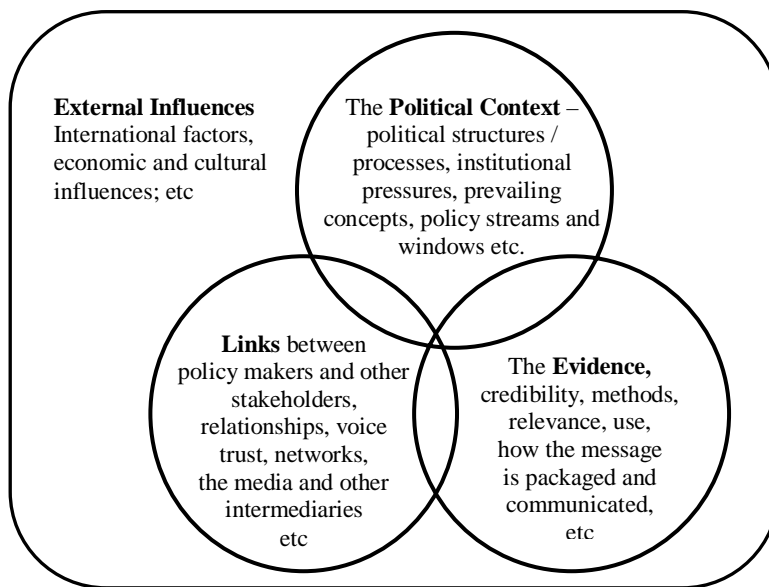 External Influences
International factors,
economic and cultural
influences; etc
The Political Context –
political structures /
processes, institutional
pressures, prevailing
concepts, policy streams and
windows etc.
Links between
policy makers and other
stakeholders,
relationships, voice
trust, networks,
the media and other
intermediaries
etc
The Evidence,
credibility, methods,
relevance, use,
how the message
is packaged and
communicated,
etc